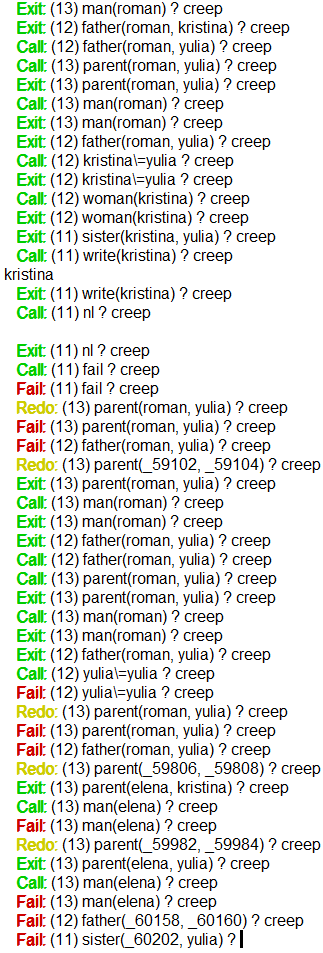 Exit: (13) man(roman) ? creep
Exit: (12) father(roman, kristina) ? creep
Call: (12) father(roman, yulia) ? creep
Call: (13) parent(roman, yulia) ? creep
Exit: (13) parent(roman, yulia) ? creep
Call: (13) man(roman) ? creep
Exit: (13) man(roman) ? creep
Exit: (12) father(roman, yulia) ? creep
Call: (12) kristina\=yulia ? creep
Exit: (12) kristina\=yulia ? creep
Call: (12) woman(kristina) ? creep
Exit: (12) woman(kristina) ? creep
Exit: (11) sister(kristina, yulia) ? creep
Call: (11) write(kristina) ? creep
kristina
Exit: (11) write(kristina) ? creep
Call: (11) nl ? creep
Exit: (11) nl ? creep
Call: (11) fail ? creep
Fail: (11) fail ? creep
Redo: (13) parent(roman, yulia) ? creep
Fail: (13) parent(roman, yulia) ? creep
Fail: (12) father(roman, yulia) ? creep
Redo: (13) parent(_59102, _59104) ? creep
Exit: (13) parent(roman, yulia) ? creep
Call: (13) man(roman) ? creep
Exit: (13) man(roman) ? creep
Exit: (12) father(roman, yulia) ? creep
Call: (12) father(roman, yulia) ? creep
Call: (13) parent(roman, yulia) ? creep
Exit: (13) parent(roman, yulia) ? creep
Call: (13) man(roman) ? creep
Exit: (13) man(roman) ? creep
Exit: (12) father(roman, yulia) ? creep
Call: (12) yulia\=yulia ? creep
Fail: (12) yulia\=yulia ? creep
Redo: (13) parent(roman, yulia) ? creep
Fail: (13) parent(roman, yulia) ? creep
Fail: (12) father(roman, yulia) ? creep
Redo: (13) parent(_59806, _59808) ? creep
Exit: (13) parent(elena, kristina) ? creep
Call: (13) man(elena) ? creep
Fail: (13) man(elena) ? creep
Redo: (13) parent(_59982, _59984) ? creep
Exit: (13) parent(elena, yulia) ? creep
Call: (13) man(elena) ? creep
Fail: (13) man(elena) ? creep
Fail: (12) father(_60158, _60160) ? creep
Fail: (11) sister(_60202, yulia) ?